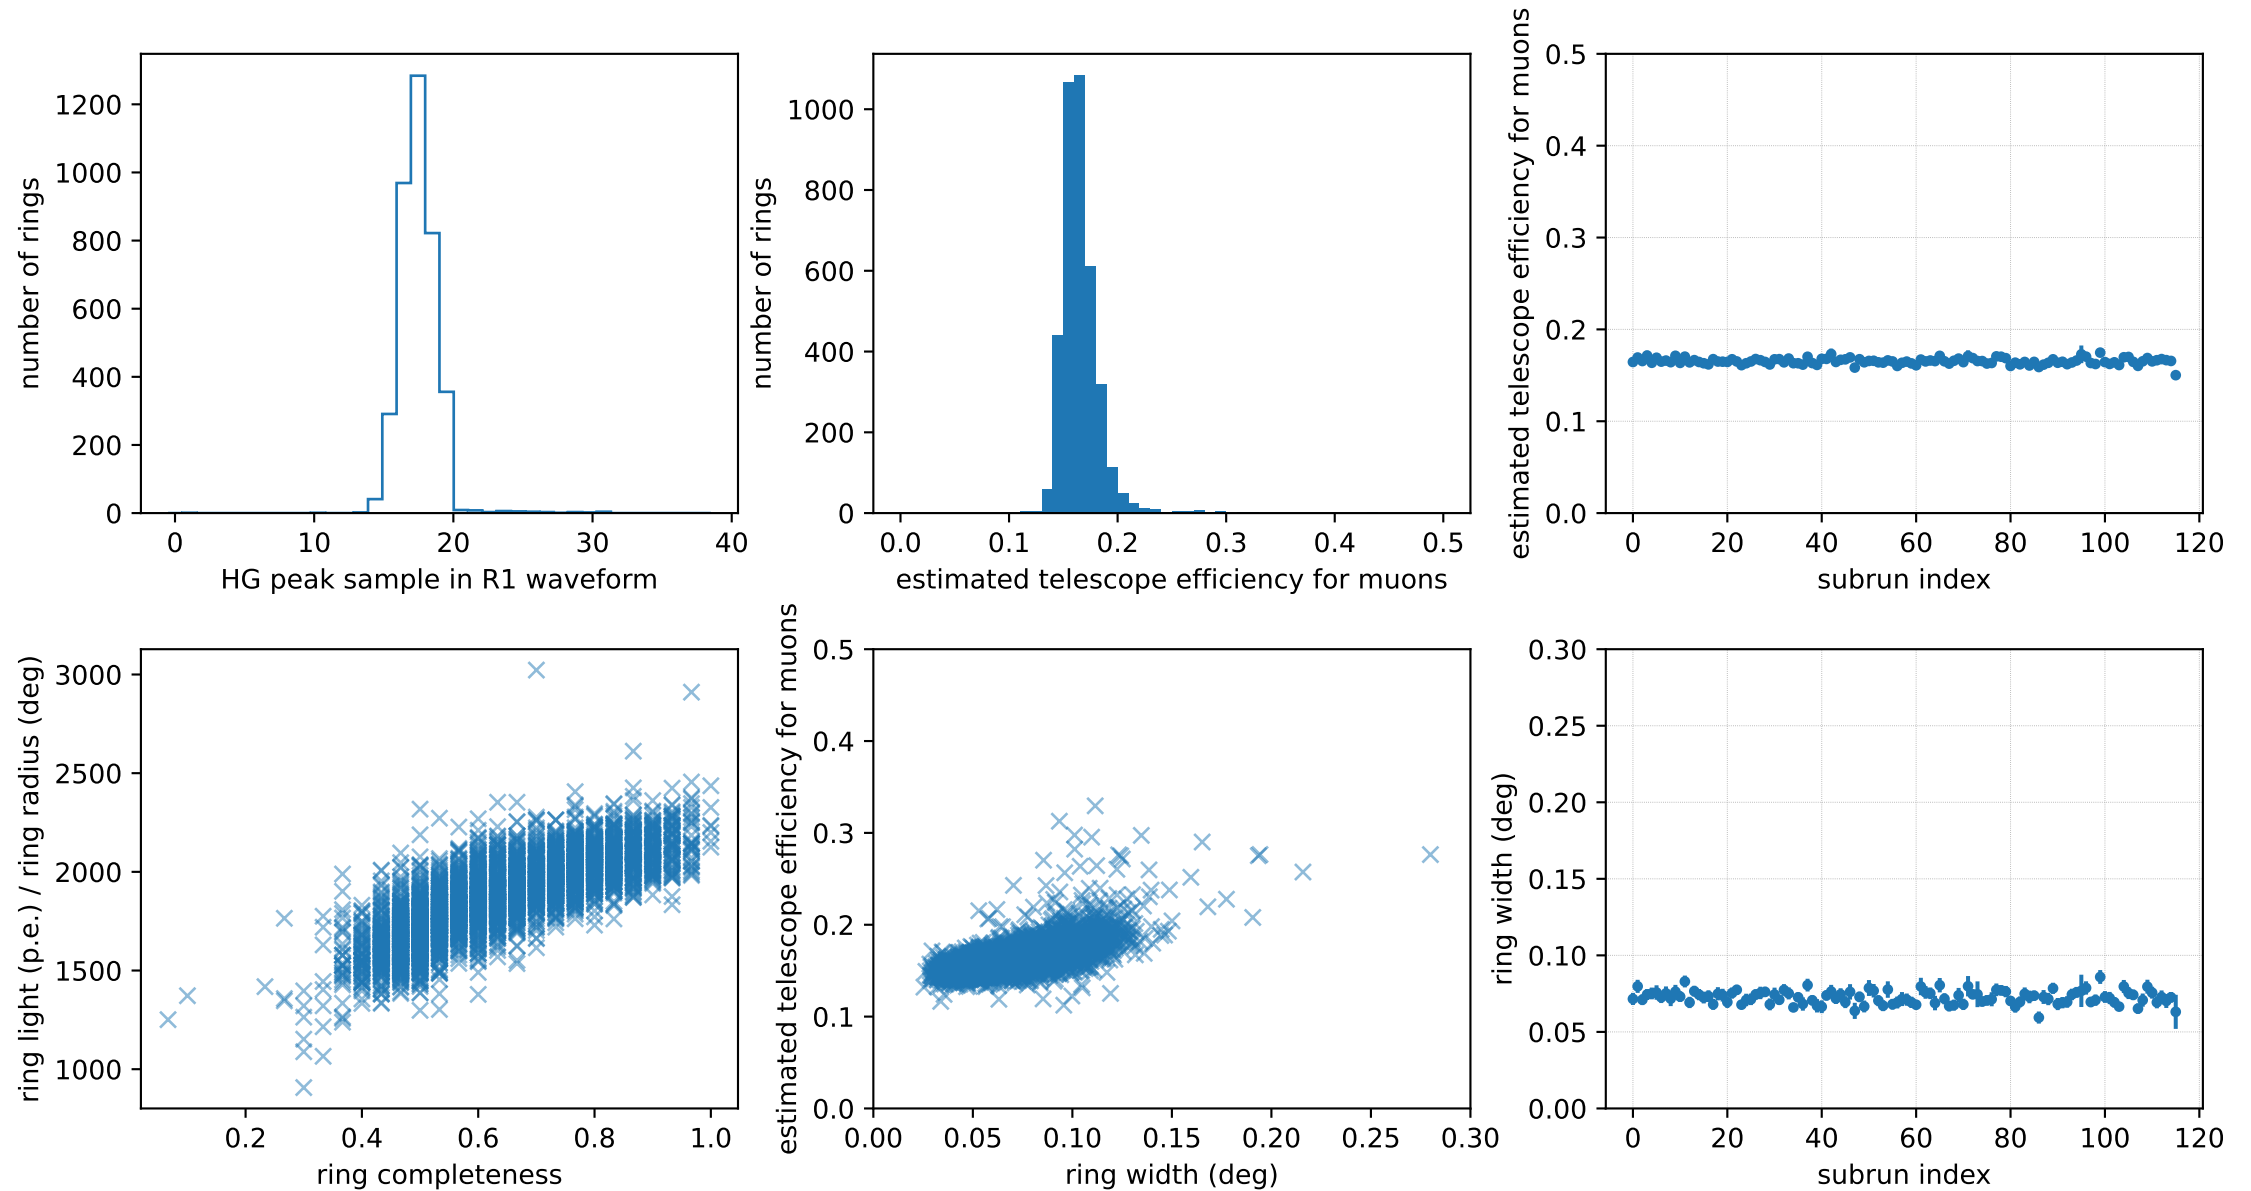 number of rings
1200
1000
800
600
400
200
0
0 10 20 30 40
HG peak sample in R1 waveform
number of rings
1000
800
600
400
200
0
0.0 0.1 0.2 0.3 0.4 0.5
estimated telescope efficiency for muons
estimated telescope efficiency for muons
0.5
0.4
0.3
0.2
0.1
0.0
0 20 40 60 80 100 120
subrun index
ring light (p.e.) / ring radius (deg)
3000
2500
2000
1500
1000
0.2 0.4 0.6 0.8 1.0
ring completeness
estimated telescope efficiency for muons
0.5
0.4
0.3
0.2
0.1
0.0
0.00 0.05 0.10 0.15 0.20 0.25 0.30
ring width (deg)
ring width (deg)
0.30
0.25
0.20
0.15
0.10
0.05
0.00
0 20 40 60 80 100 120
subrun index